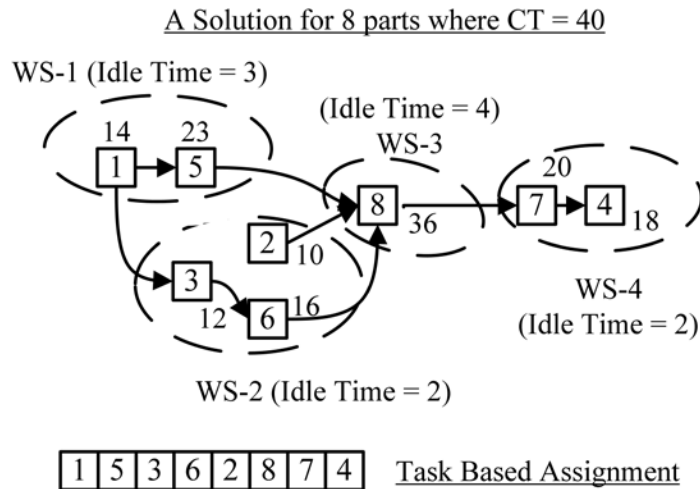 A Solution for 8 parts where CT = 40
WS-1 (Idle Time = 3)
(Idle Time = 4)
WS-3
14
23
20
1
5
8
7
4
36
18
2
10
3
12
6
16
WS-4
(Idle Time = 2)
WS-2 (Idle Time = 2)
1 5 3 6 2 8 7 4
Task Based Assignment